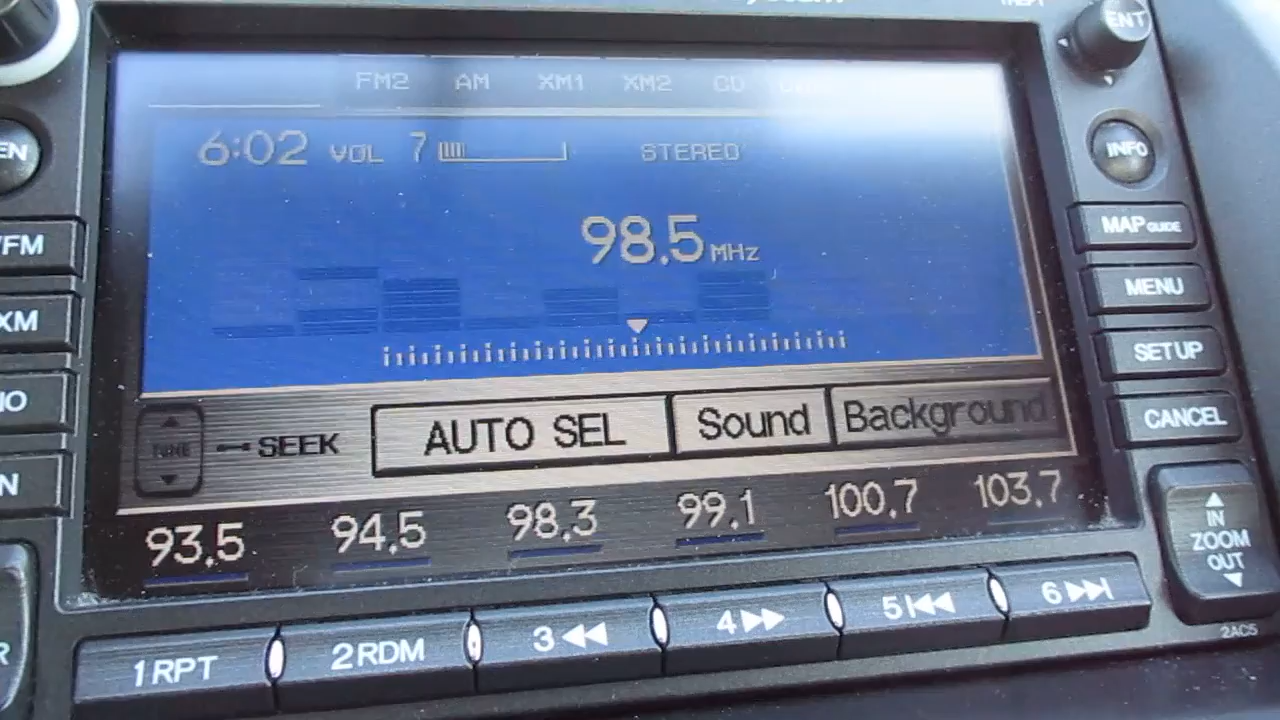 FM2 AM XM1 XM2 CD
ENT
6:02 VOL 7 STEREO
INFO
98.5 MHz
MAP GUIDE
/FM
MENU
XM
SETUP
TUNE SEEK AUTO SEL Sound Background
CANCEL
93.5 94.5 98.3 99.1 100.7 103.7
IN
ZOOM
OUT
1 RPT 2 RDM 3 4 5 6
2AC5